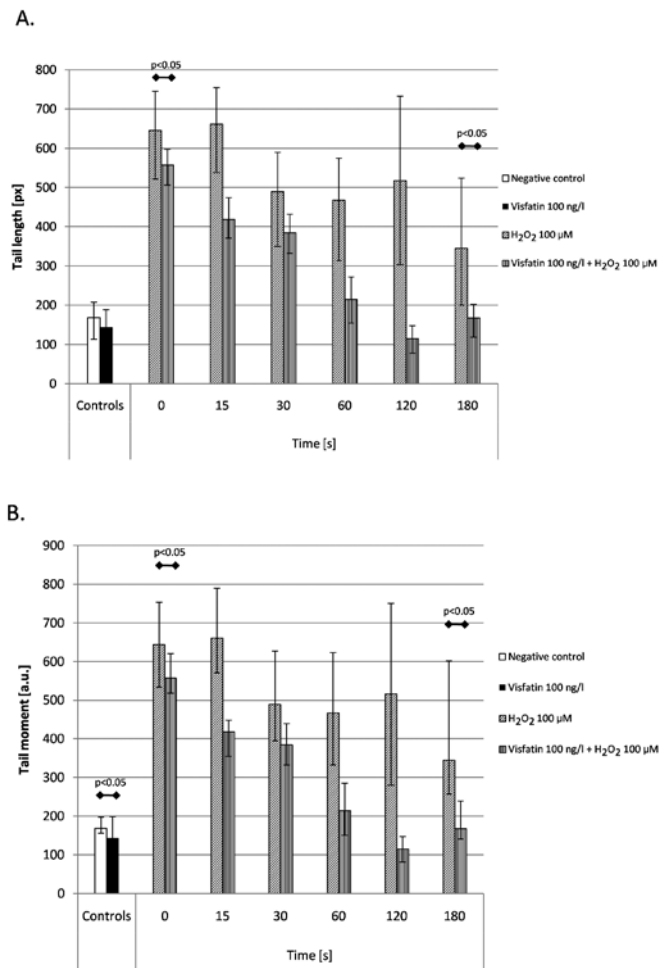 A.
p<0.05
800
700
600
500
400
300
200
100
0
Tail length [px]
p<0.05
Negative control
Visfatin 100 ng/l
H₂O₂ 100 µM
Visfatin 100 ng/l + H₂O₂ 100 µM
Controls 0 15 30 60 120 180
Time [s]
B.
900
800
700
600
500
400
300
200
100
0
Tail moment [a.u.]
p<0.05
p<0.05
p<0.05
Negative control
Visfatin 100 ng/l
H₂O₂ 100 µM
Visfatin 100 ng/l + H₂O₂ 100 µM
Controls 0 15 30 60 120 180
Time [s]